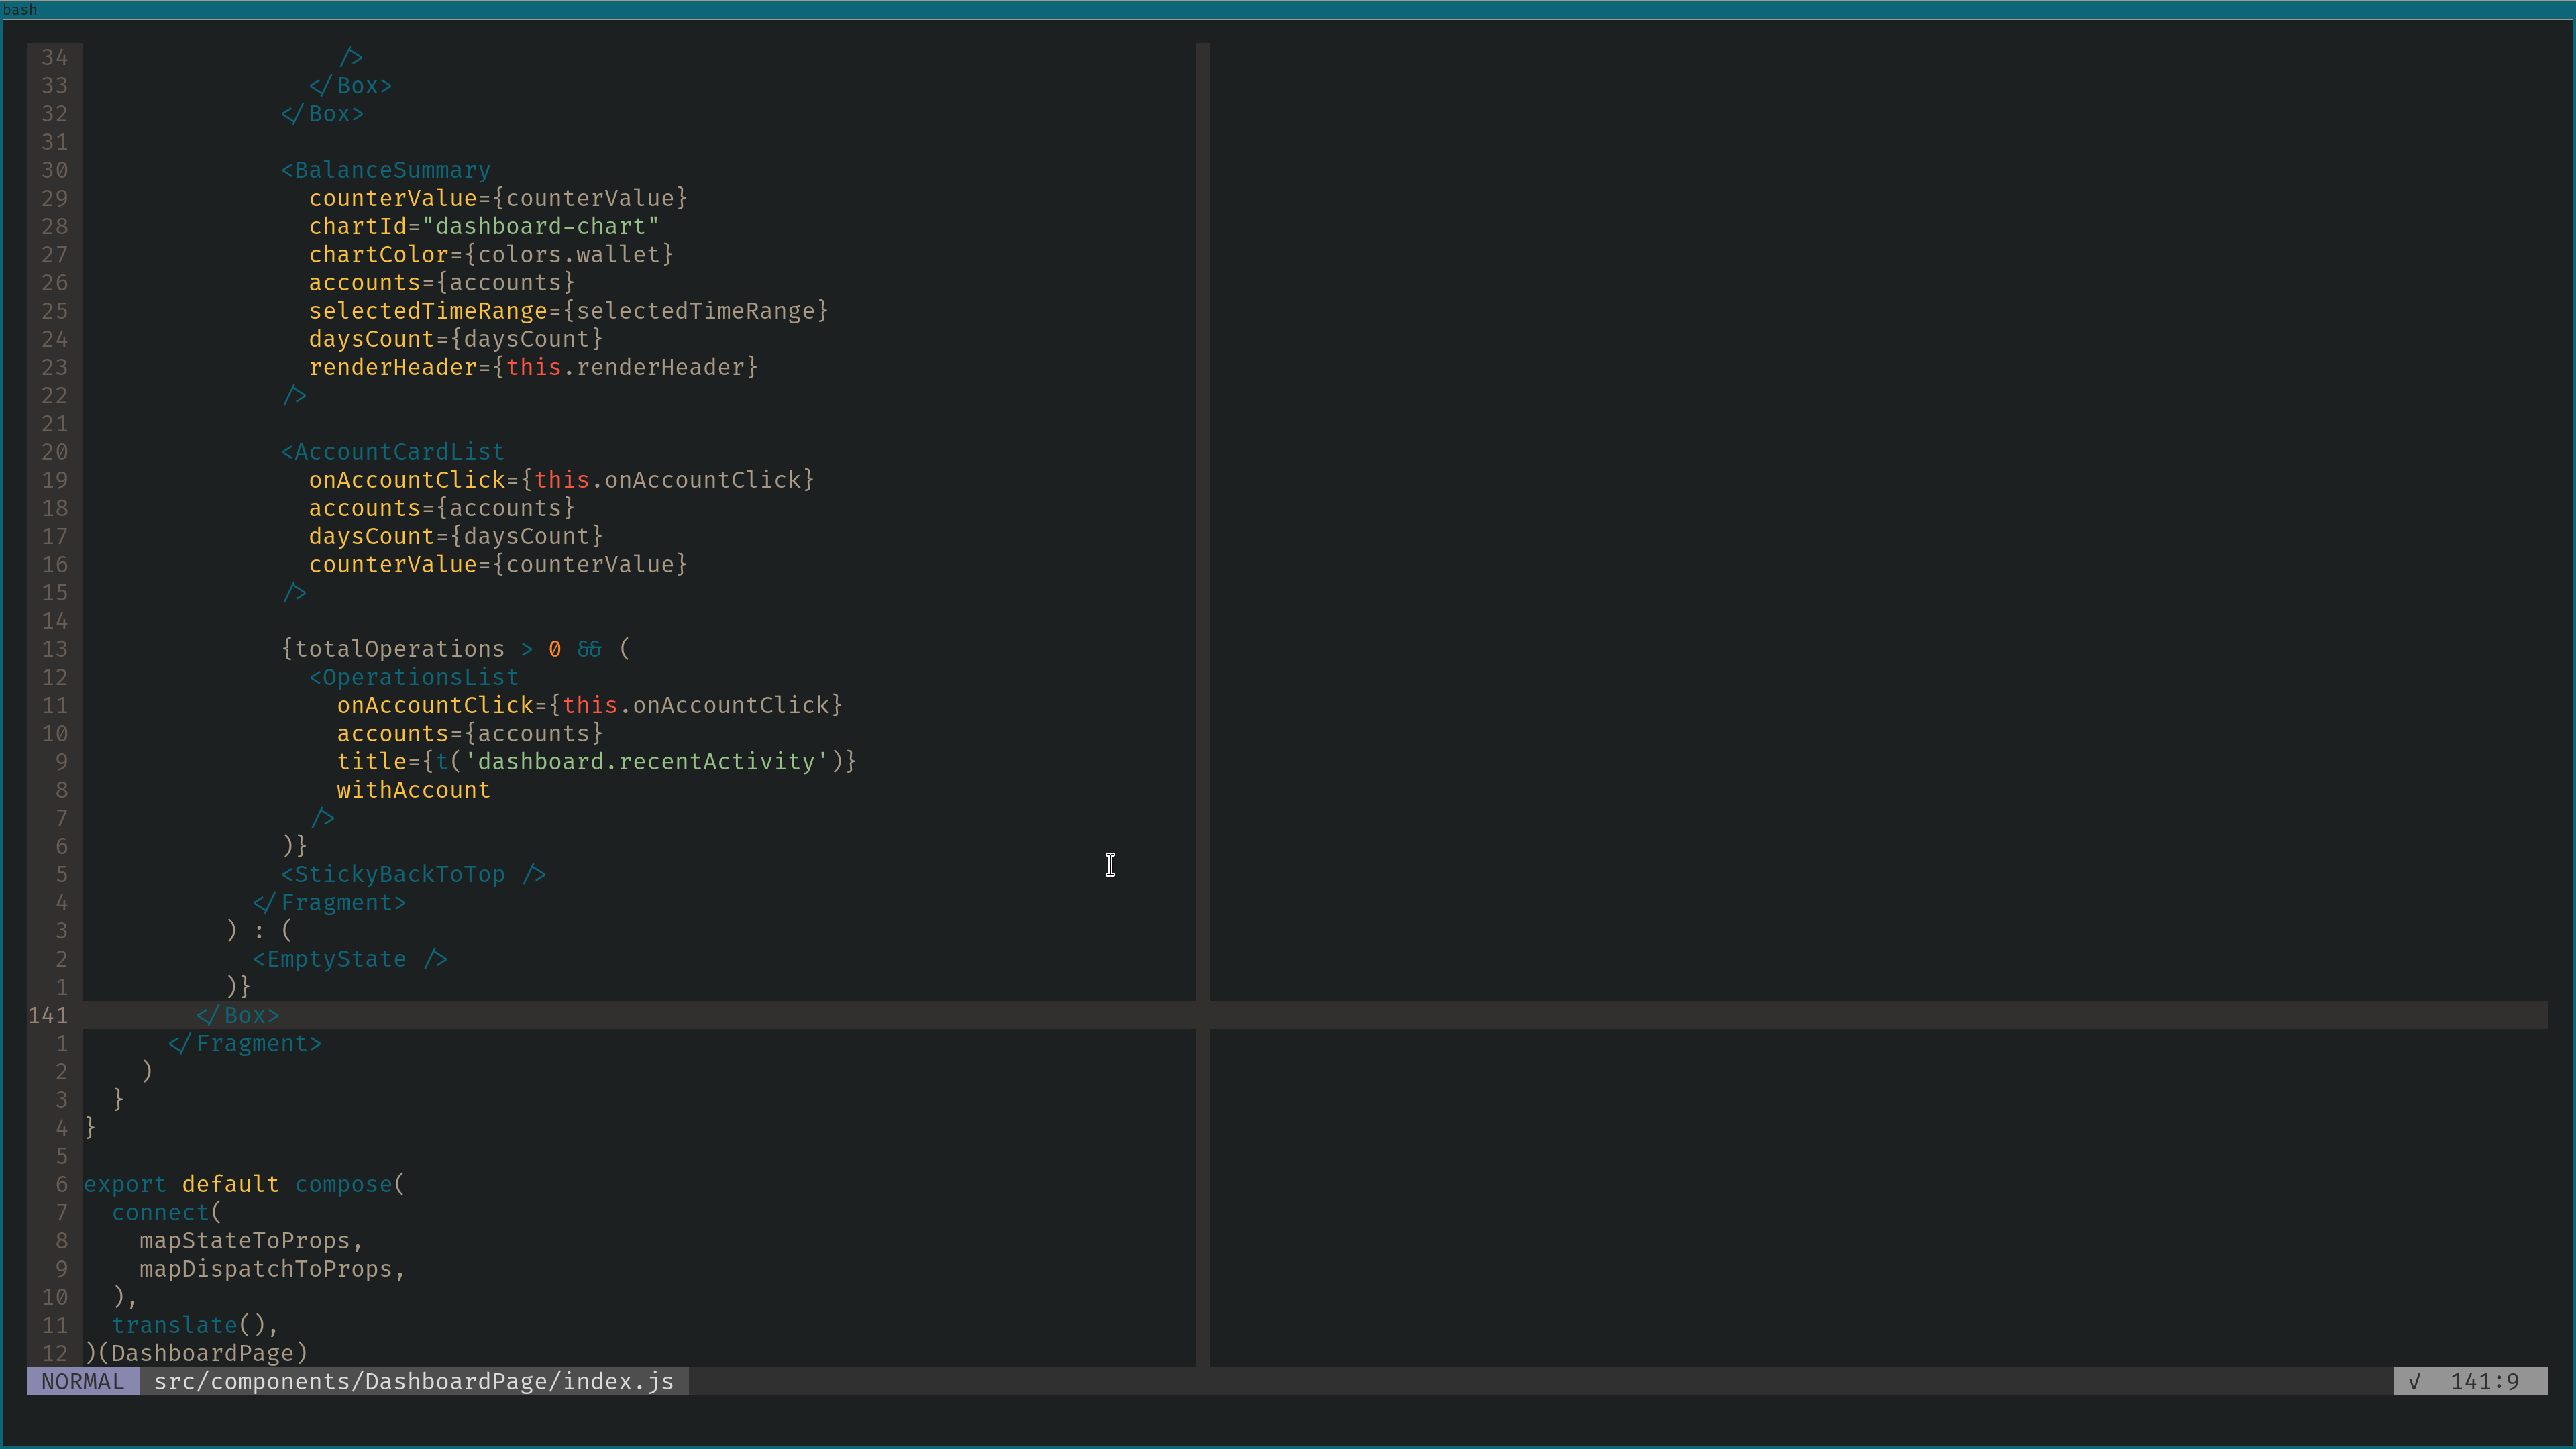 bash
34                   />
33                 </Box>
32               </Box>
31
30               <BalanceSummary
29                 counterValue={counterValue}
28                 chartId="dashboard-chart"
27                 chartColor={colors.wallet}
26                 accounts={accounts}
25                 selectedTimeRange={selectedTimeRange}
24                 daysCount={daysCount}
23                 renderHeader={this.renderHeader}
22               />
21
20               <AccountCardList
19                 onAccountClick={this.onAccountClick}
18                 accounts={accounts}
17                 daysCount={daysCount}
16                 counterValue={counterValue}
15               />
14
13               {totalOperations > 0 && (
12                 <OperationsList
11                   onAccountClick={this.onAccountClick}
10                   accounts={accounts}
9                   title={t('dashboard.recentActivity')}
8                   withAccount
7                 />
6               )}
5               <StickyBackToTop />
4             </Fragment>
3           ) : (
2             <EmptyState />
1           )}
141         </Box>
1       </Fragment>
2     )
3   }
4 }
5
6 export default compose(
7   connect(
8     mapStateToProps,
9     mapDispatchToProps,
10   ),
11   translate(),
12 )(DashboardPage)
NORMAL src/components/DashboardPage/index.js √ 141:9